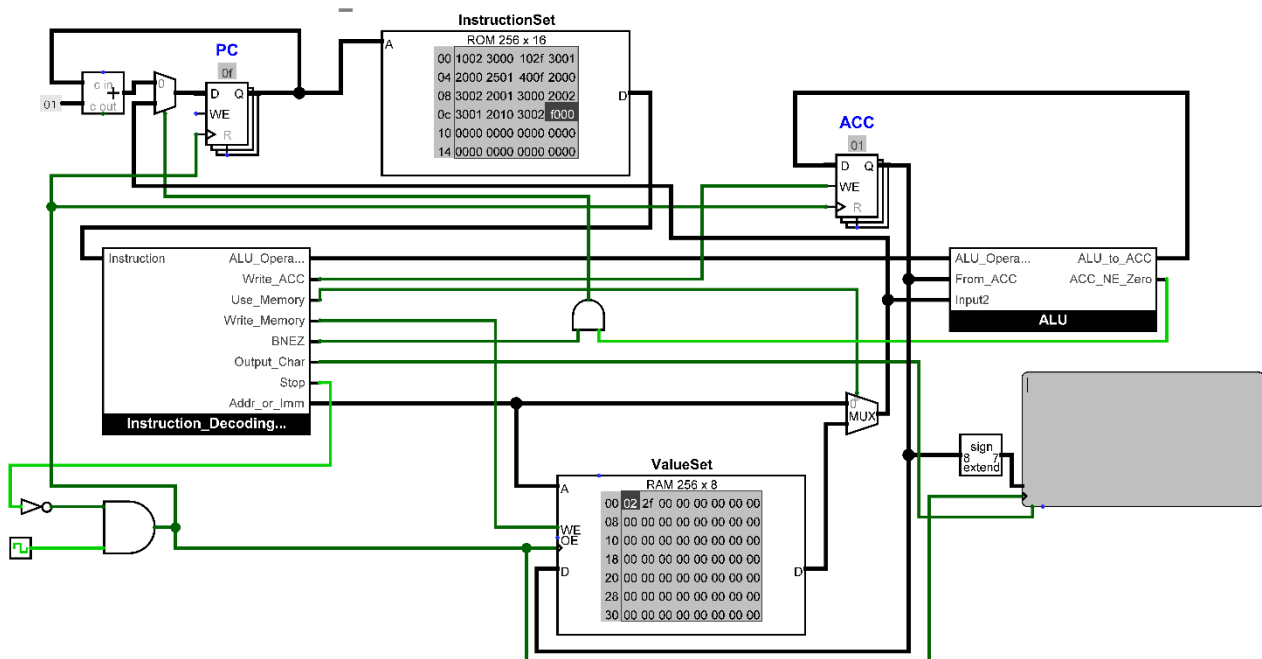 InstructionSet
ROM 256 x 16
A
00 1002 3000 102f 3001
04 2000 2501 400f 2000
08 3002 2001 3000 2002
0c 3001 2010 3002 f000
10 0000 0000 0000 0000
14 0000 0000 0000 0000
D
PC
0f
D Q
WE
R
c in
+
c out
01
0
ACC
01
D Q
WE
R
Instruction
ALU_Opera...
Write_ACC
Use_Memory
Write_Memory
BNEZ
Output_Char
Stop
Addr_or_Imm
Instruction_Decoding...
ALU_Opera... ALU_to_ACC
From_ACC ACC_NE_Zero
Input2
ALU
0
MUX
sign
8 7
extend
ValueSet
RAM 256 x 8
A
WE
OE
D
00 02 2f 00 00 00 00 00 00
08 00 00 00 00 00 00 00 00
10 00 00 00 00 00 00 00 00
18 00 00 00 00 00 00 00 00
20 00 00 00 00 00 00 00 00
28 00 00 00 00 00 00 00 00
30 00 00 00 00 00 00 00 00
D